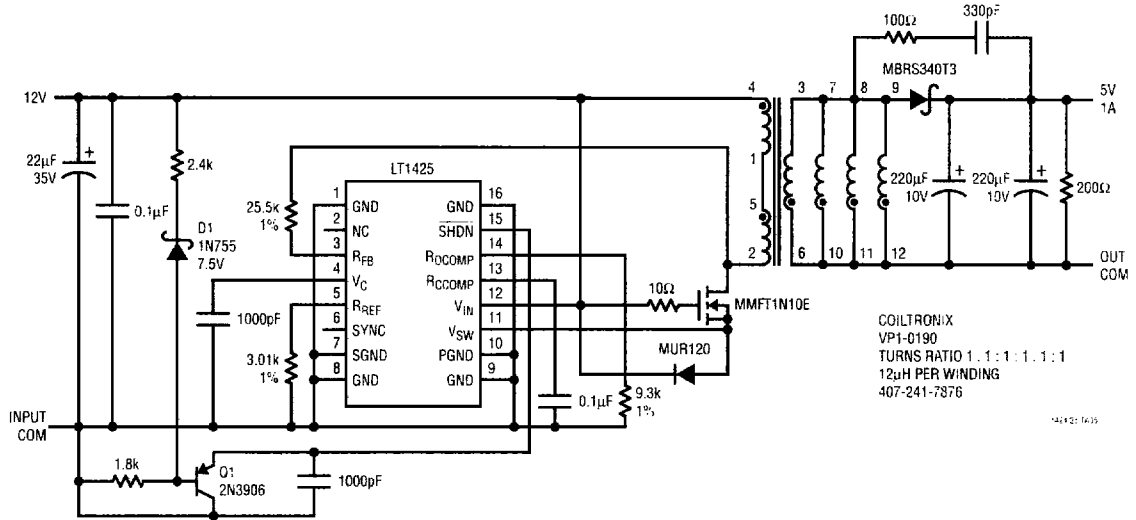 100Ω
330pF
MBRS340T3
12V
4
3
7
8
9
5V
1A
22µF
35V
+
2.4k
0.1µF
D1
1N755
7.5V
LT1425
25.5k
1%
1
GND
2
NC
3
RFB
4
VC
5
RREF
6
SYNC
7
SGND
8
GND
16
GND
15
SHDN
14
ROCOMP
13
RCCOMP
12
VIN
11
VSW
10
PGND
9
GND
1
5
2
220µF
10V
+
220µF
10V
+
200Ω
6
10
11
12
OUT
COM
10Ω
MMFT1N10E
MUR120
1000pF
3.01k
1%
0.1µF
9.3k
1%
COILTRONIX
VP1-0190
TURNS RATIO 1 . 1 : 1 : 1 . 1 : 1
12µH PER WINDING
407-241-7876
INPUT
COM
1.8k
Q1
2N3906
1000pF